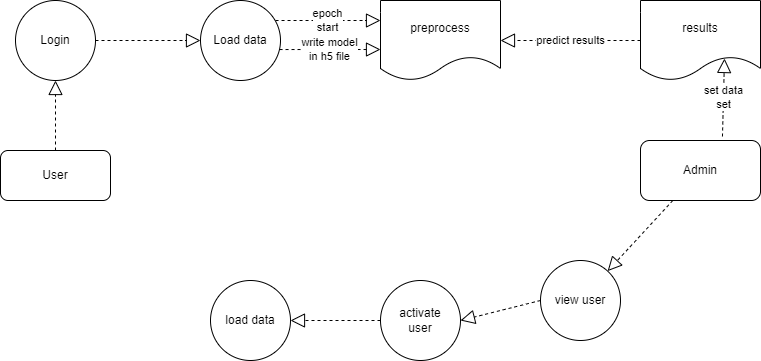 Login
Load data
epoch
start
write model
in h5 file
preprocess
predict results
results
set data
set
User
Admin
view user
activate
user
load data